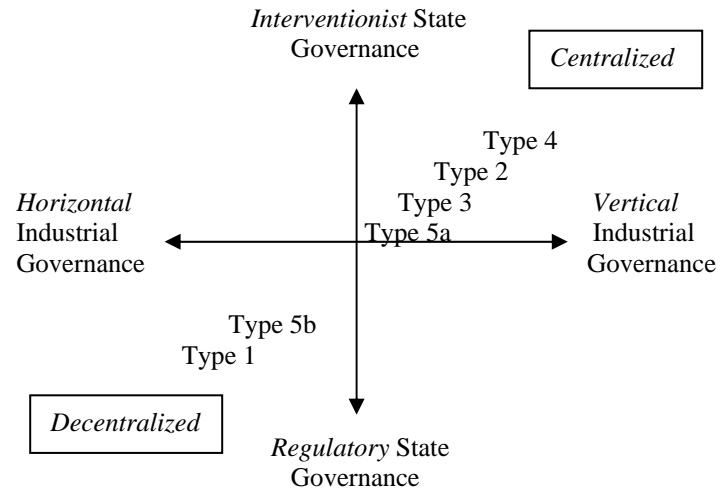 Interventionist State
Governance
Centralized
Type 4
Type 2
Type 3
Type 5a
Horizontal
Industrial
Governance
Vertical
Industrial
Governance
Type 5b
Type 1
Decentralized
Regulatory State
Governance